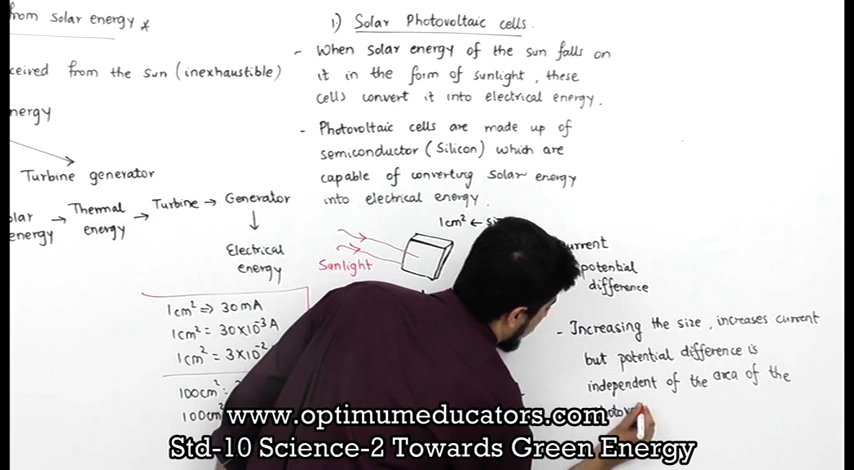 from solar energy *
ceived from the sun (inexhaustible)
nergy
Turbine generator
olar energy → Thermal energy → Turbine → Generator
↓
Electrical energy
1cm² ⇒ 30mA
1cm² = 30×10⁻³A
1cm² = 3×10⁻²
100cm²
100cm²
1) Solar Photovoltaic cells.
- When solar energy of the sun falls on
it in the form of sunlight, these
cells convert it into electrical energy.
- Photovoltaic cells are made up of
semiconductor (Silicon) which are
capable of converting solar energy
into electrical energy.
1cm² ←
Sunlight
urrent
potential
difference
- Increasing the size, increases current
but potential difference is
independent of the area of the
www.optimumeducators.com
Std-10 Science-2 Towards Green Energy